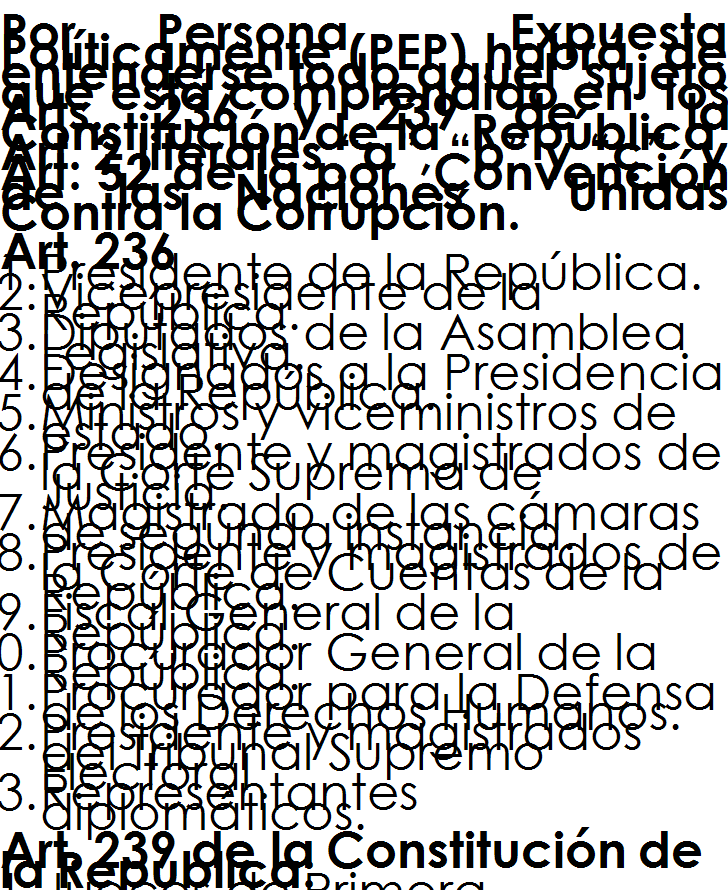 Por Persona Expuesta
Políticamente (PEP) habrá de
entenderse todo aquel sujeto
que está comprendido en los
Arts. 236 y 239 de la
Constitución de la República,
Art. 2 literales "a" "b" y "c" y
Art. 52 de la por Convención
de las Naciones Unidas
Contra la Corrupción.
Art. 236
1.Presidente de la República.
2.Vicepresidente de la
República.
3.Diputados de la Asamblea
Legislativa.
4.Designados a la Presidencia
de la República.
5.Ministros y viceministros de
estado.
6.Presidente y magistrados de
la Corte Suprema de
Justicia.
7.Magistrado de las cámaras
de segunda instancia.
8.Presidente y magistrados de
la Corte de Cuentas de la
República.
9.Fiscal General de la
República.
0.Procurador General de la
República.
1.Procurador para la Defensa
de los Derechos Humanos.
2.Presidente y magistrados
del Tribunal Supremo
Electoral
3.Representantes
diplomáticos.
Art. 239 de la Constitución de
la República:
Jueces de Primera